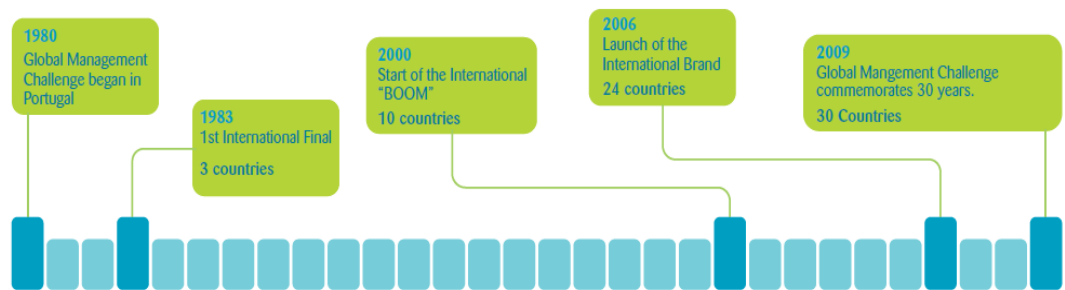 1980
Global Management
Challenge began in
Portugal
1983
1st International Final
3 countries
2000
Start of the International
“BOOM”
10 countries
2006
Launch of the
International Brand
24 countries
2009
Global Mangement Challenge
commemorates 30 years.
30 Countries